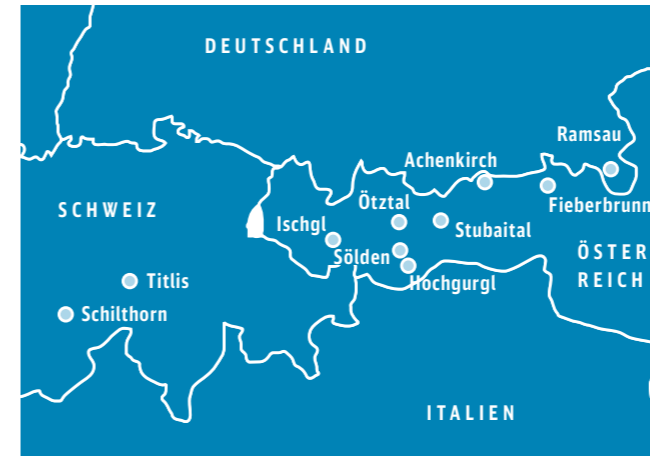 DEUTSCHLAND
Ramsau
Achenkirch
Ötztal
Fieberbrunn
SCHWEIZ
Ischgl
Stubaital
Sölden
ÖSTER
REICH
Hochgurgl
Titlis
Schilthorn
ITALIEN